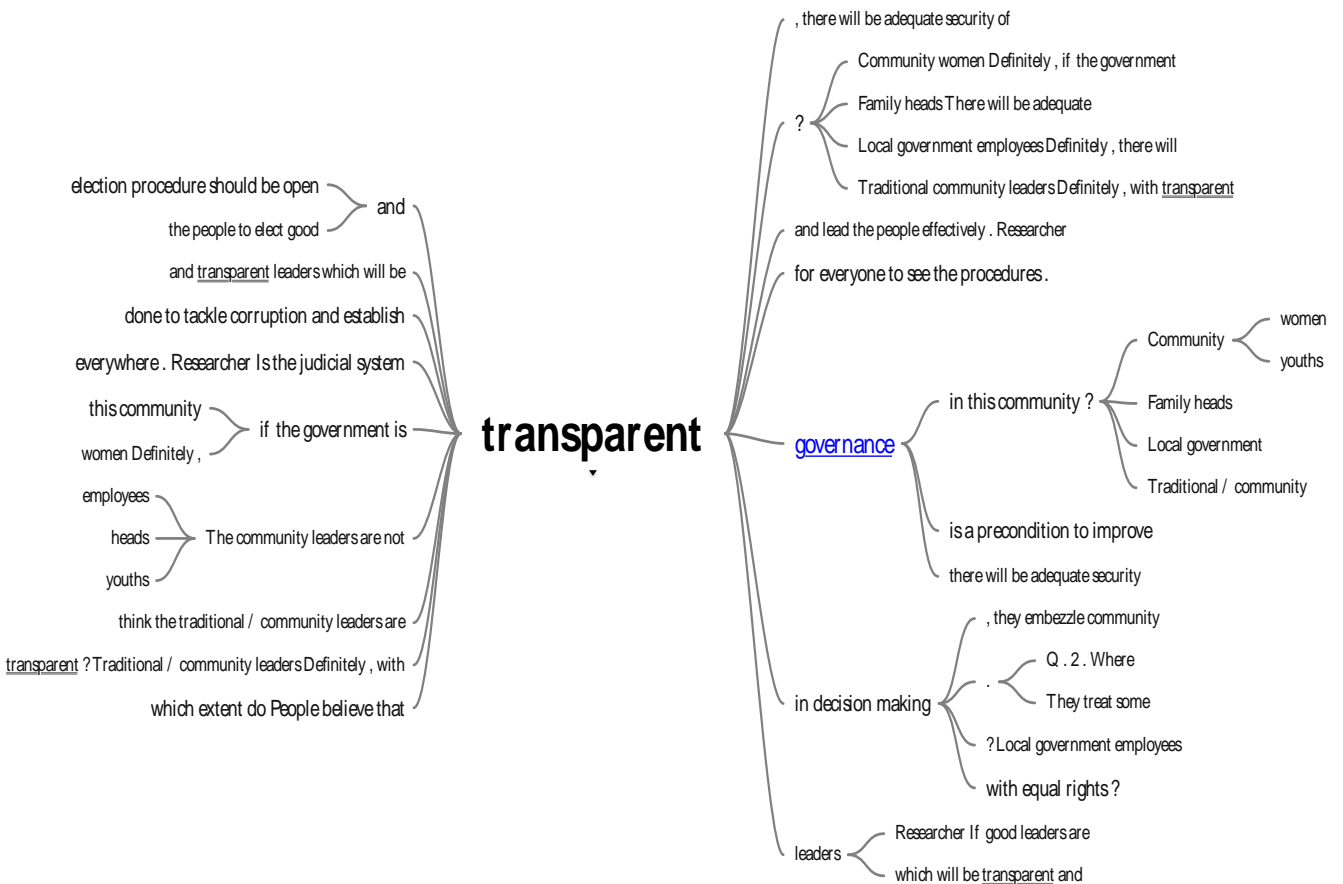 election procedure should be open
the people to elect good
and
and transparent leaders which will be
done to tackle corruption and establish
everywhere . Researcher Is the judicial system
this community
women Definitely ,
if the government is
employees
heads
youths
The community leaders are not
think the traditional / community leaders are
transparent ? Traditional / community leaders Definitely , with
which extent do People believe that
transparent
, there will be adequate security of
?
Community women Definitely , if the government
Family heads There will be adequate
Local government employees Definitely , there will
Traditional community leaders Definitely , with transparent
and lead the people effectively . Researcher
for everyone to see the procedures .
governance
in this community ?
Community
women
youths
Family heads
Local government
Traditional / community
is a precondition to improve
there will be adequate security
in decision making
, they embezzle community
.
Q . 2 . Where
They treat some
? Local government employees
with equal rights ?
leaders
Researcher If good leaders are
which will be transparent and